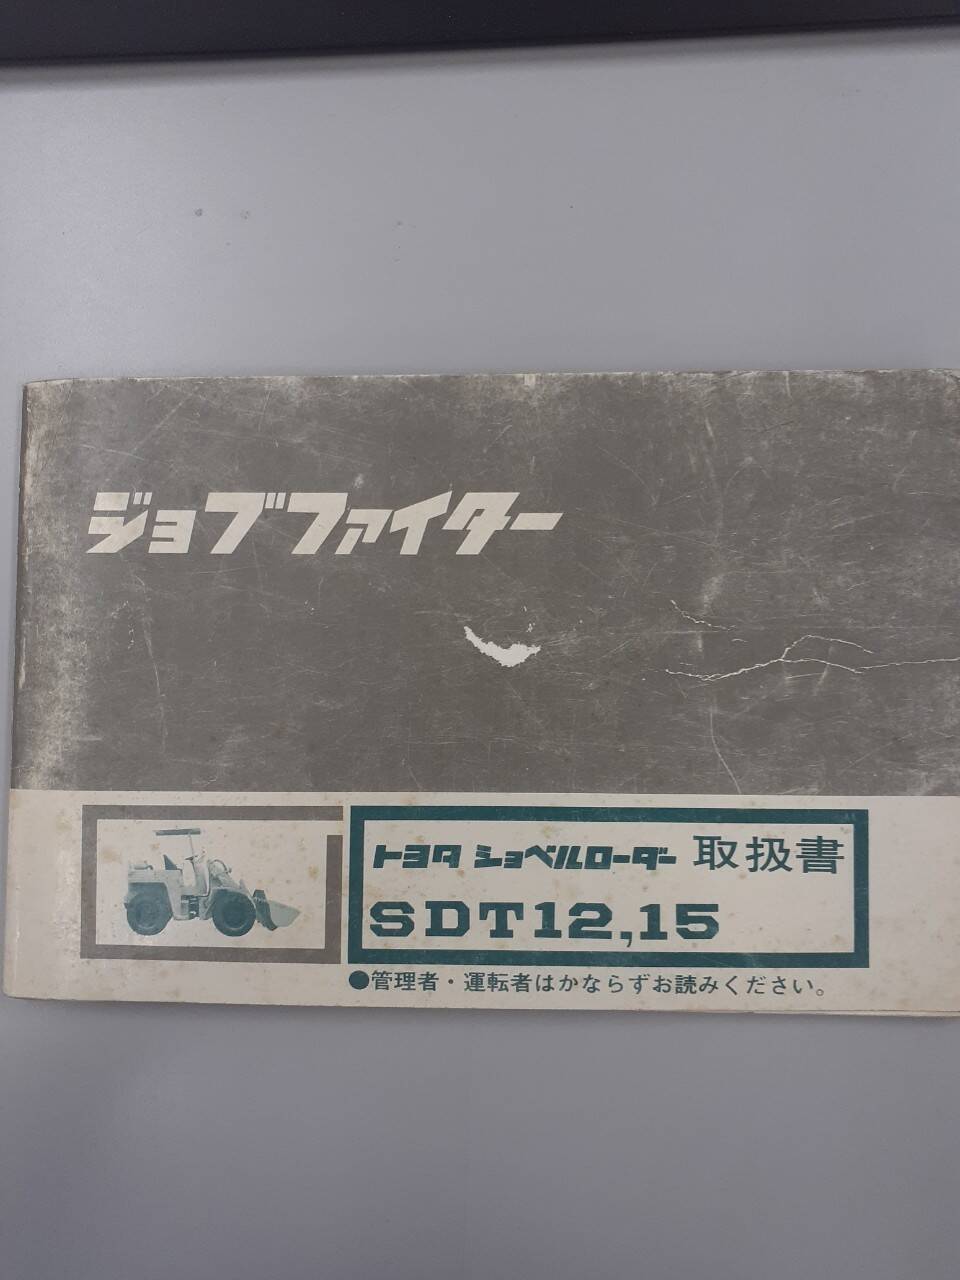 ジョブファイター
トヨタ ショベルローダー 取扱書
SDT12,15
●管理者・運転者はかならずお読みください。